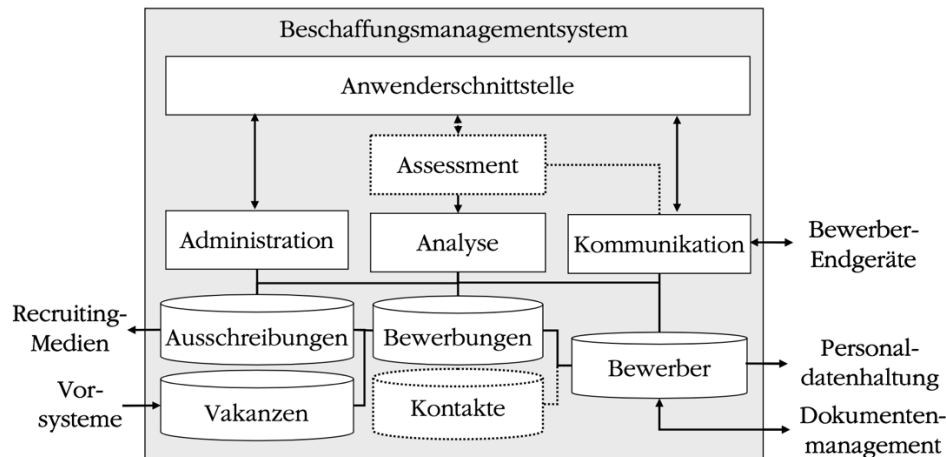 Beschaffungsmanagementsystem
Anwenderschnittstelle
Assessment
Administration
Analyse
Kommunikation
Bewerber-
Endgeräte
Recruiting-
Medien
Ausschreibungen
Bewerbungen
Bewerber
Personal-
datenhaltung
Vor-
systeme
Vakanzen
Kontakte
Dokumenten-
management